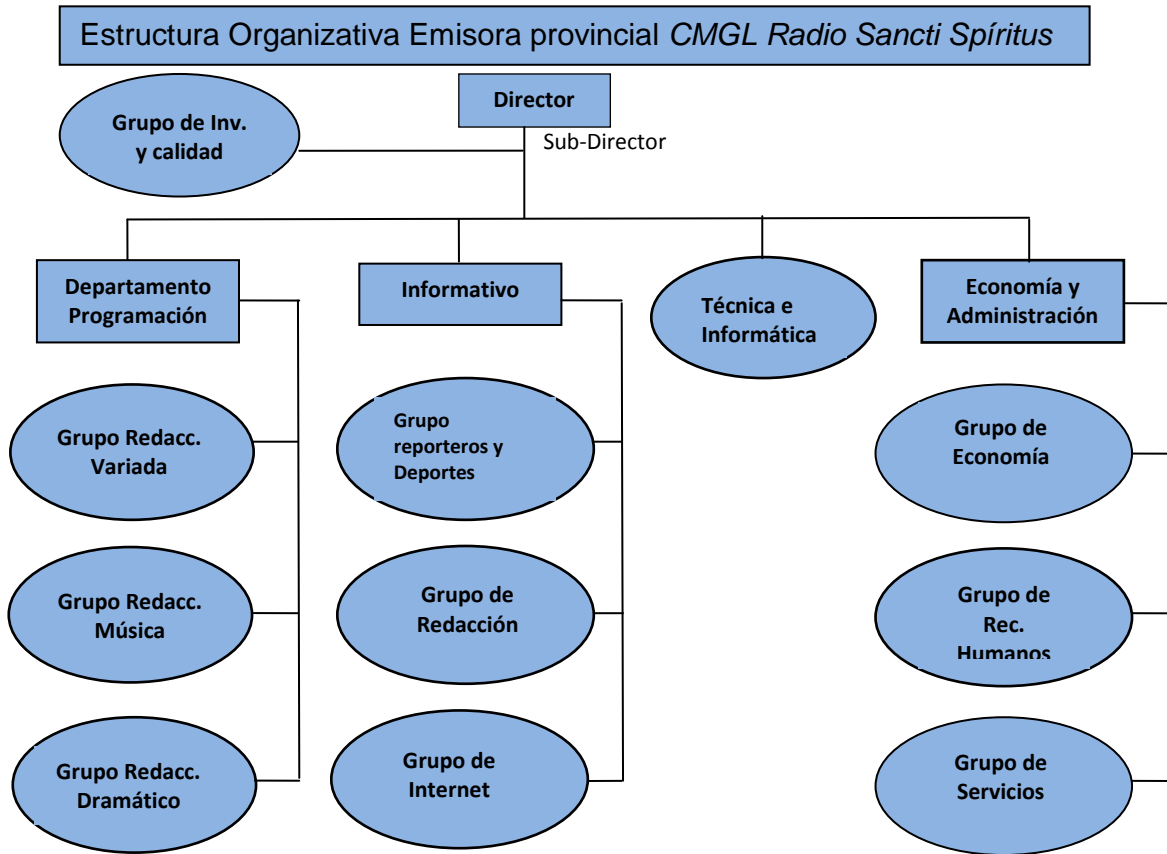 Estructura Organizativa Emisora provincial CMGL Radio Sancti Spíritus
Director
Grupo de Inv.
y calidad
Sub-Director
Departamento
Programación
Informativo
Técnica e
Informática
Economía y
Administración
Grupo Redacc.
Variada
Grupo
reporteros y
Deportes
Grupo de
Economía
Grupo Redacc.
Música
Grupo de
Redacción
Grupo de
Rec.
Humanos
Grupo Redacc.
Dramático
Grupo de
Internet
Grupo de
Servicios